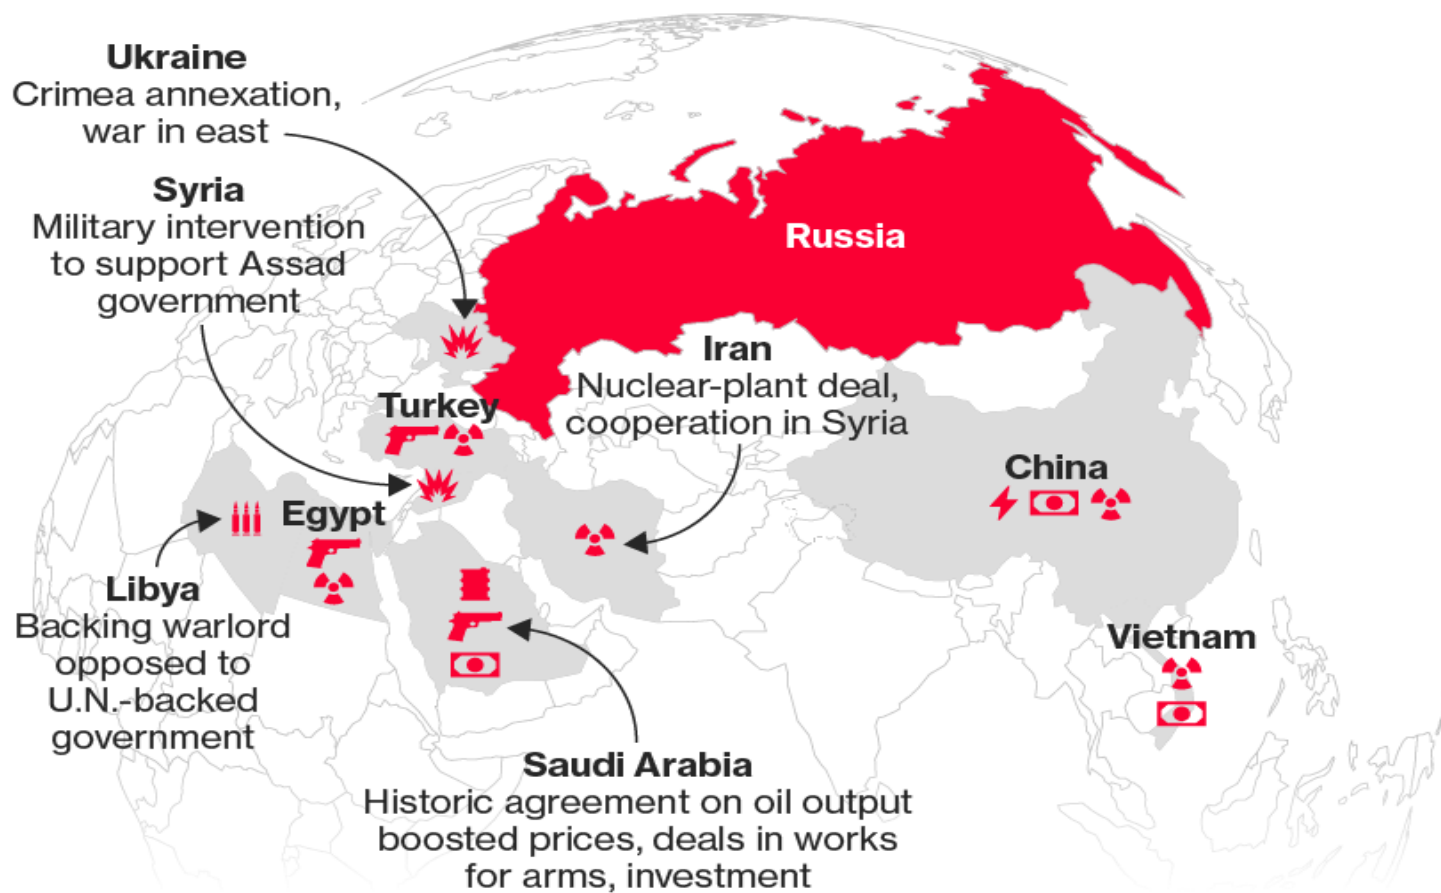 Ukraine
Crimea annexation,
war in east
Syria
Military intervention
to support Assad
government
Russia
Iran
Nuclear-plant deal,
cooperation in Syria
Turkey
China
Egypt
Libya
Backing warlord
opposed to
U.N.-backed
government
Vietnam
Saudi Arabia
Historic agreement on oil output
boosted prices, deals in works
for arms, investment